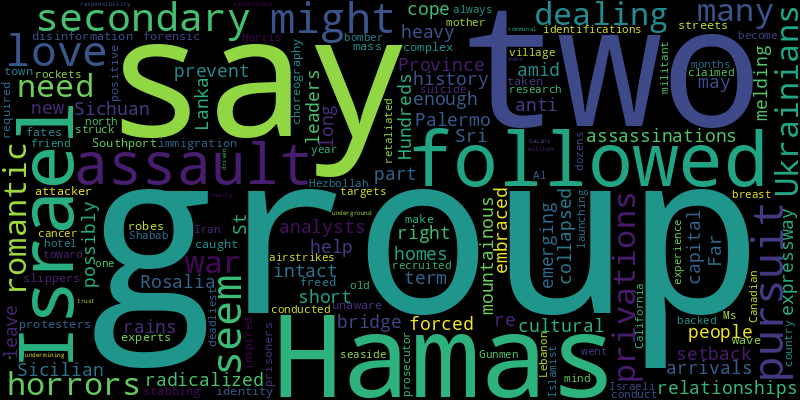 responsibility
secondary
might
dealing
many
always
mother
cope
heavy
disinformation
forensic
Harris
bomber
mass
complex
streets
identifications
become
communal
love
say
two
village
militant
town
rockets
positive
prevent
choreography
leaders
history
Province
amid
may
months
claimed
taken
research
melding
Ukrainians
need
new
Sichuan
Lanka
long
Hundreds
suicide
enough
anti
required
north
struck
retaliated
Palermo
fates
friend
Southport
immigration
year
part
Sri
assassinations
dozens
Gazans
million
Israel
assault
followed
Hezbollah
Al
romantic
attacker
targets
underground
breast
group
analysts
cancer
robes
hotel
Shabab
St
Iran
make
right
mountainous
embraced
emerging
collapsed
launching
privations
experience
capital
Far
pursuit
expressway
possibly
toward
one
caught
war
help
homes
airstrikes
intact
term
recruited
slippers
Rosalia
freed
old
short
conducted
unaware
Canadian
trust
California
leave
protesters
rains
deadliest
inspired
prisoners
bridge
forced
re
cultural
backed
Ms
people
wave
country
experts
seem
Hamas
prosecutor
seaside
Gunmen
Lebanon
Islamist
went
mind
setback
undermining
Sicilian
arrivals
Israeli
conduct
horrors
radicalized
stabbing
identity
relationships